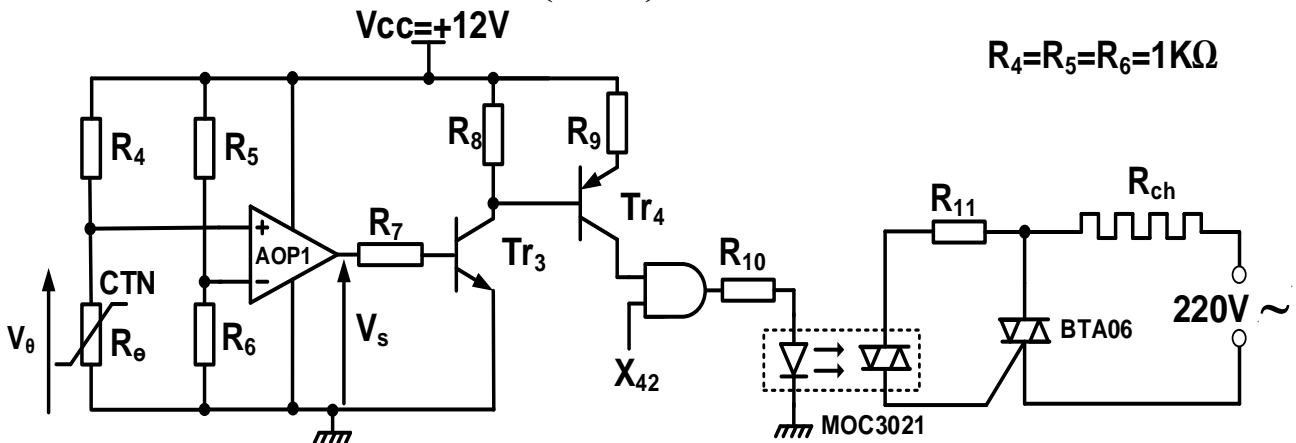 Vcc=+12V
R₄=R₅=R₆=1KΩ
R₄
R₅
R₈
R₉
Tr₄
R₇
AOP1
+
-
Tr₃
CTN
Vθ
Rθ
R₆
Vs
X₄₂
R₁₀
MOC3021
R₁₁
Rch
BTA06
220V ~